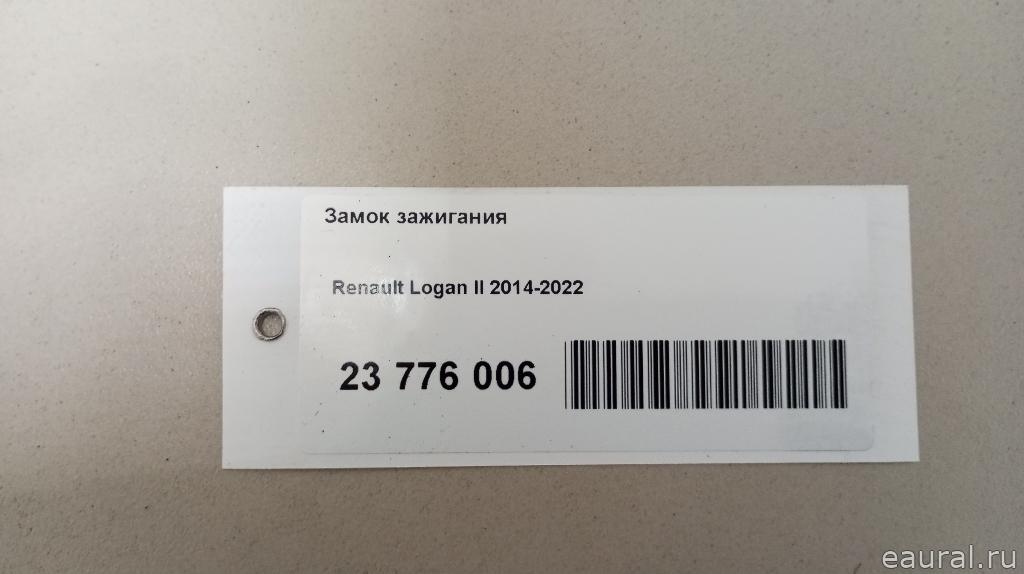 Замок зажигания
Renault Logan II 2014-2022
23 776 006
eaural.ru